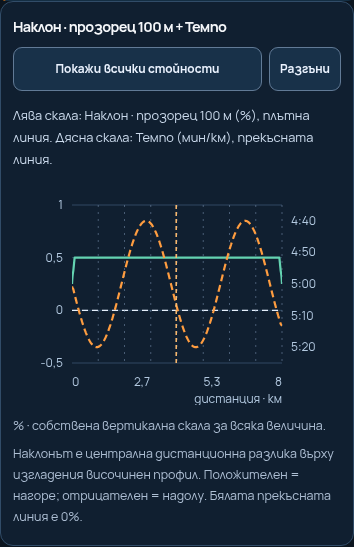 Наклон · прозорец 100 м + Темпо
Покажи всички стойности
Разгъни
Лява скала: Наклон · прозорец 100 м (%), плътна
линия. Дясна скала: Темпо (мин/км), прекъсната
линия.
1
0,5
0
-0,5
4:40
4:50
5:00
5:10
5:20
0
2,7
5,3
8
дистанция · км
% · собствена вертикална скала за всяка величина.
Наклонът е централна дистанционна разлика върху
изгладения височинен профил. Положителен =
нагоре; отрицателен = надолу. Бялата прекъсната
линия е 0%.